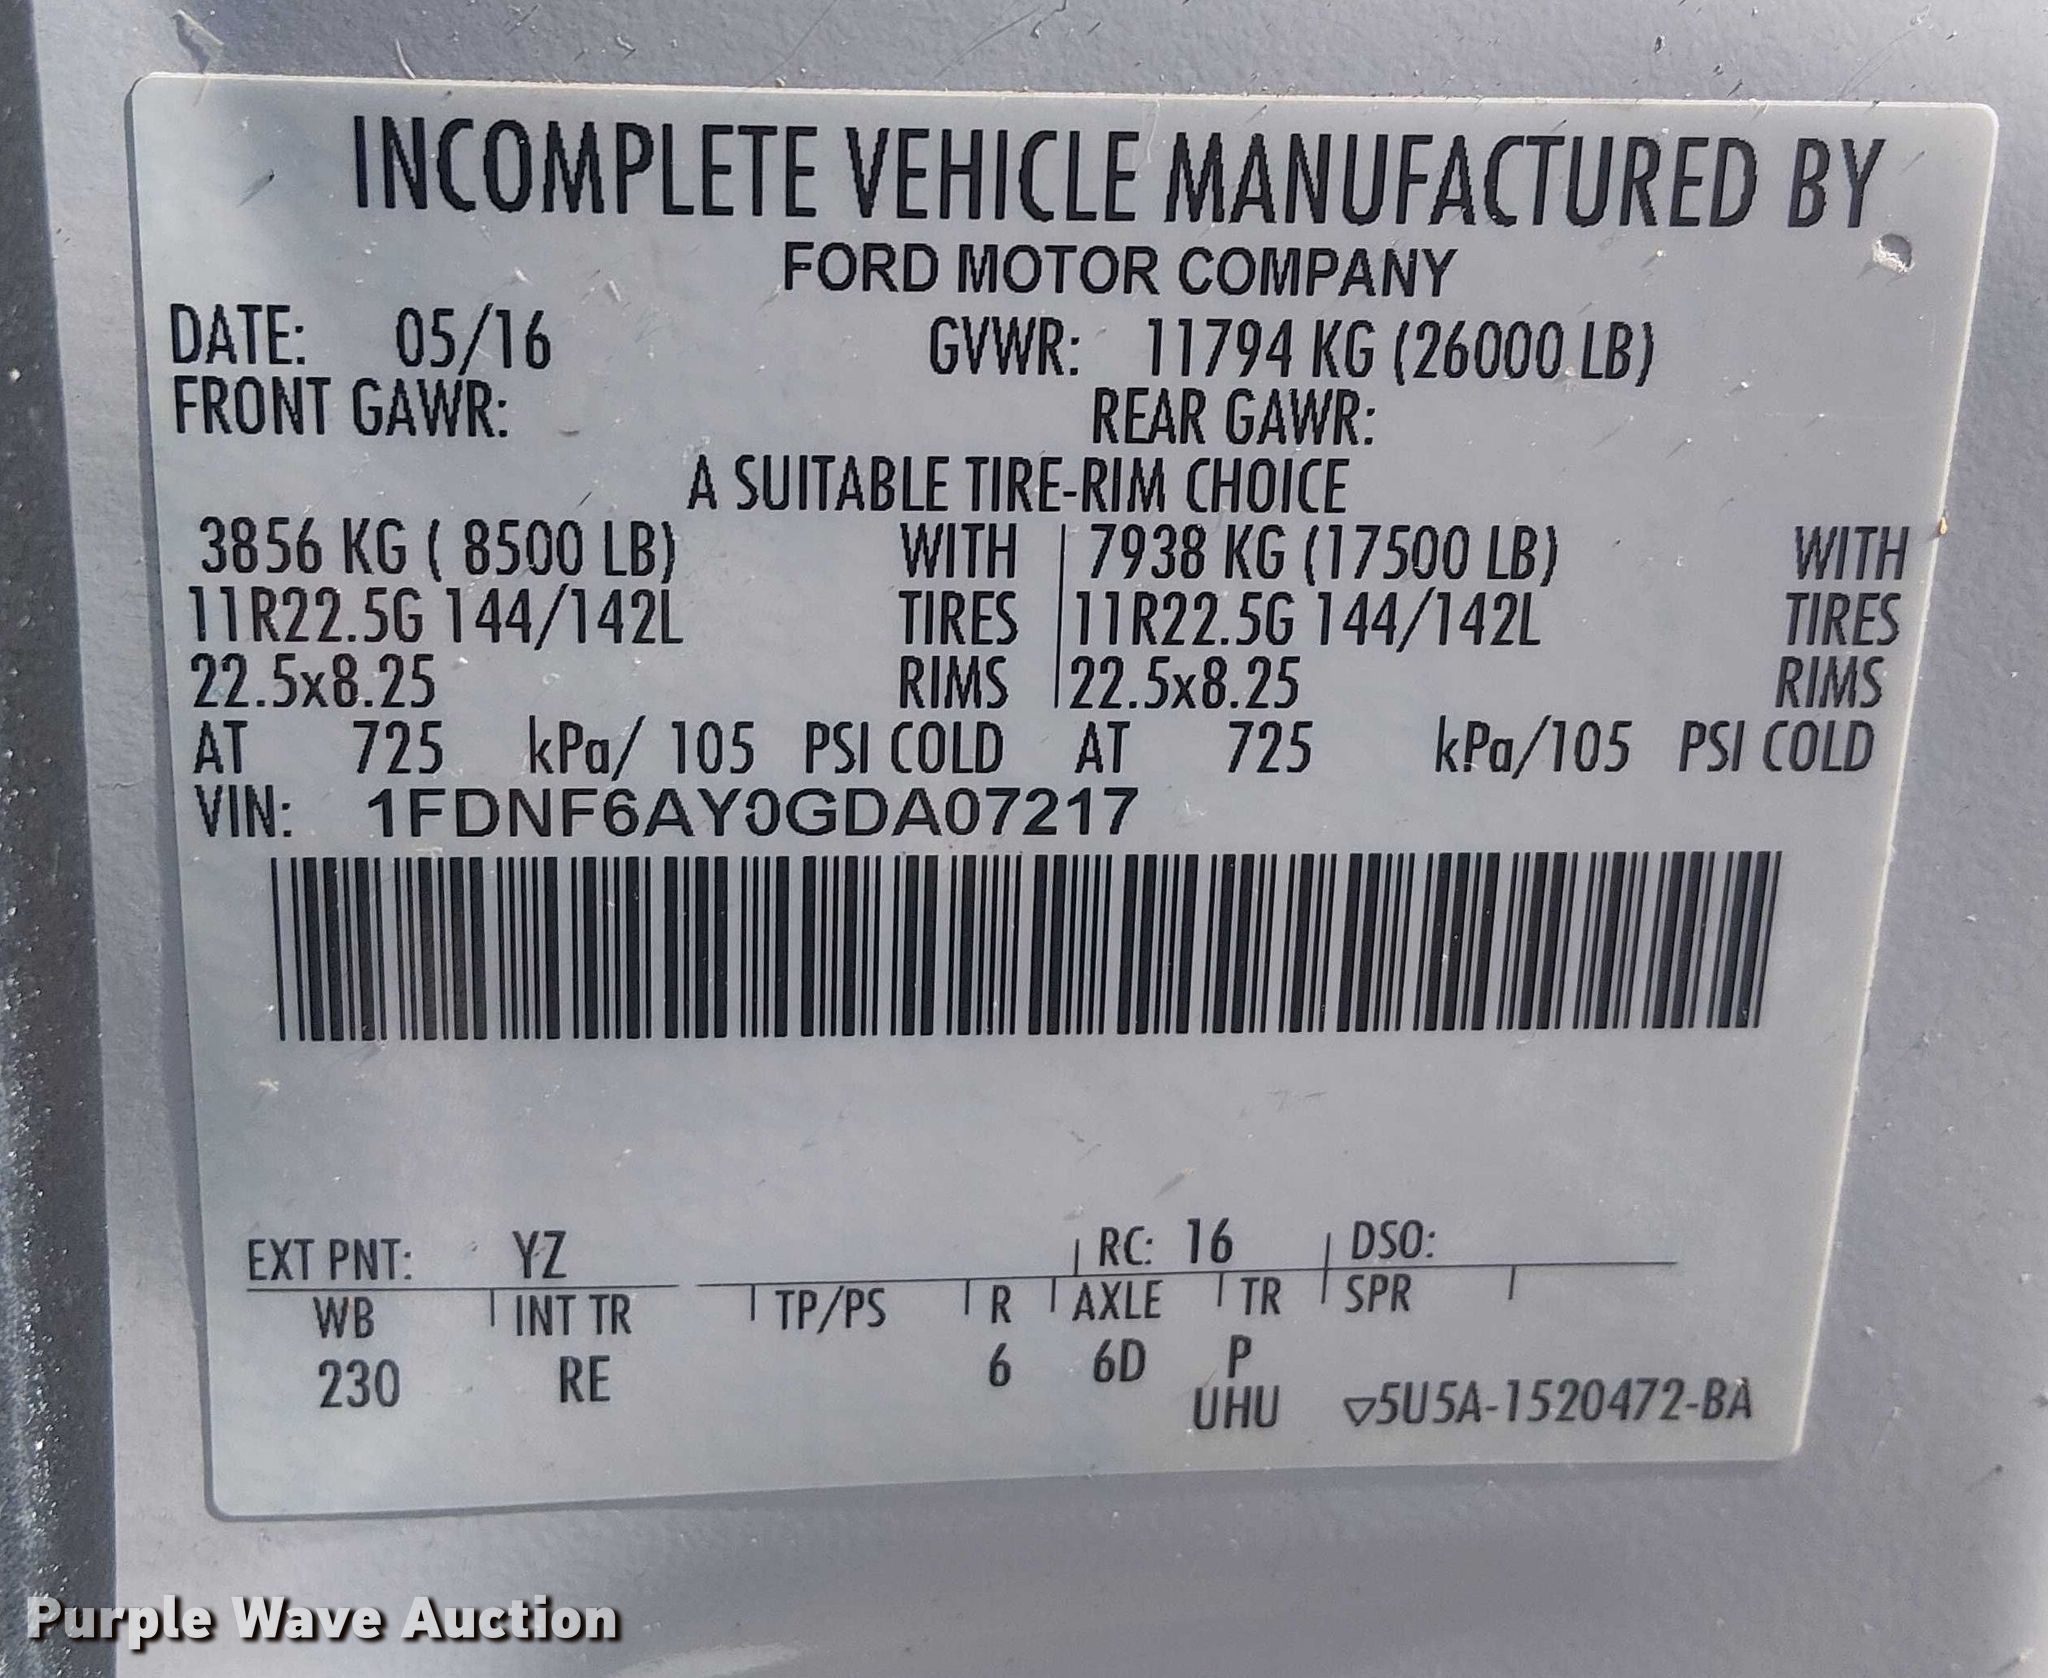 INCOMPLETE VEHICLE MANUFACTURED BY
FORD MOTOR COMPANY
DATE: 05/16 GVWR: 11794 KG (26000 LB)
FRONT GAWR: REAR GAWR:
A SUITABLE TIRE-RIM CHOICE
3856 KG ( 8500 LB) WITH 7938 KG (17500 LB) WITH
11R22.5G 144/142L TIRES 11R22.5G 144/142L TIRES
22.5x8.25 RIMS 22.5x8.25 RIMS
AT 725 kPa/ 105 PSI COLD AT 725 kPa/105 PSI COLD
VIN: 1FDNF6AY0GDA07217
EXT PNT: YZ RC: 16 DSO:
WB INT TR TP/PS R AXLE TR SPR
230 RE 6 6D P
UHU ▽5U5A-1520472-BA
Purple Wave Auction